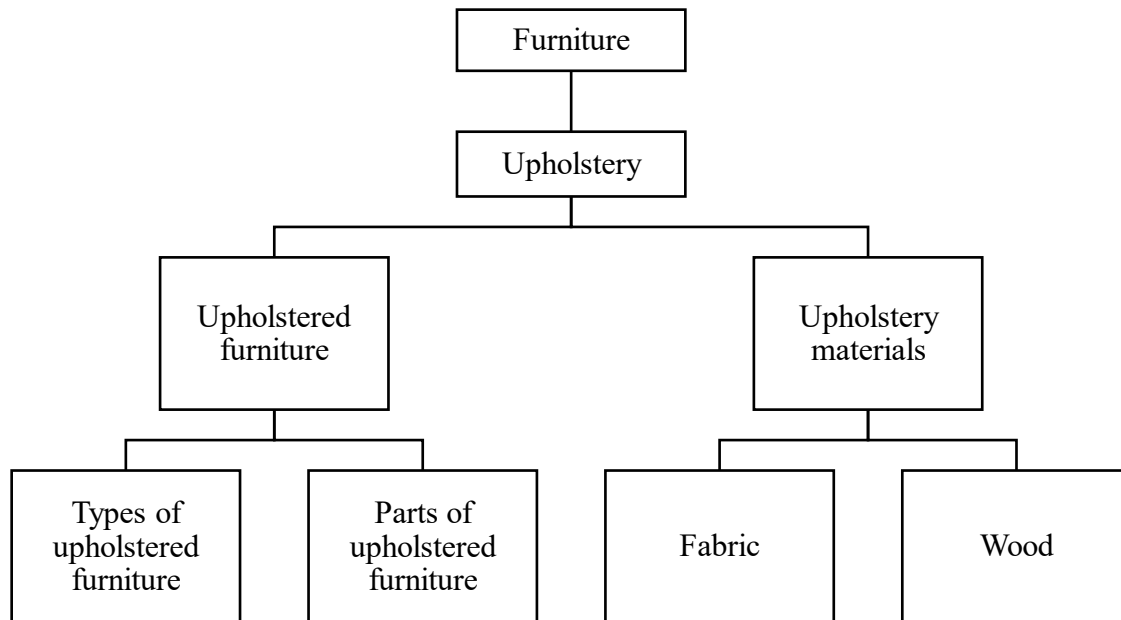 Furniture
Upholstery
Upholstered
furniture
Upholstery
materials
Types of
upholstered
furniture
Parts of
upholstered
furniture
Fabric
Wood